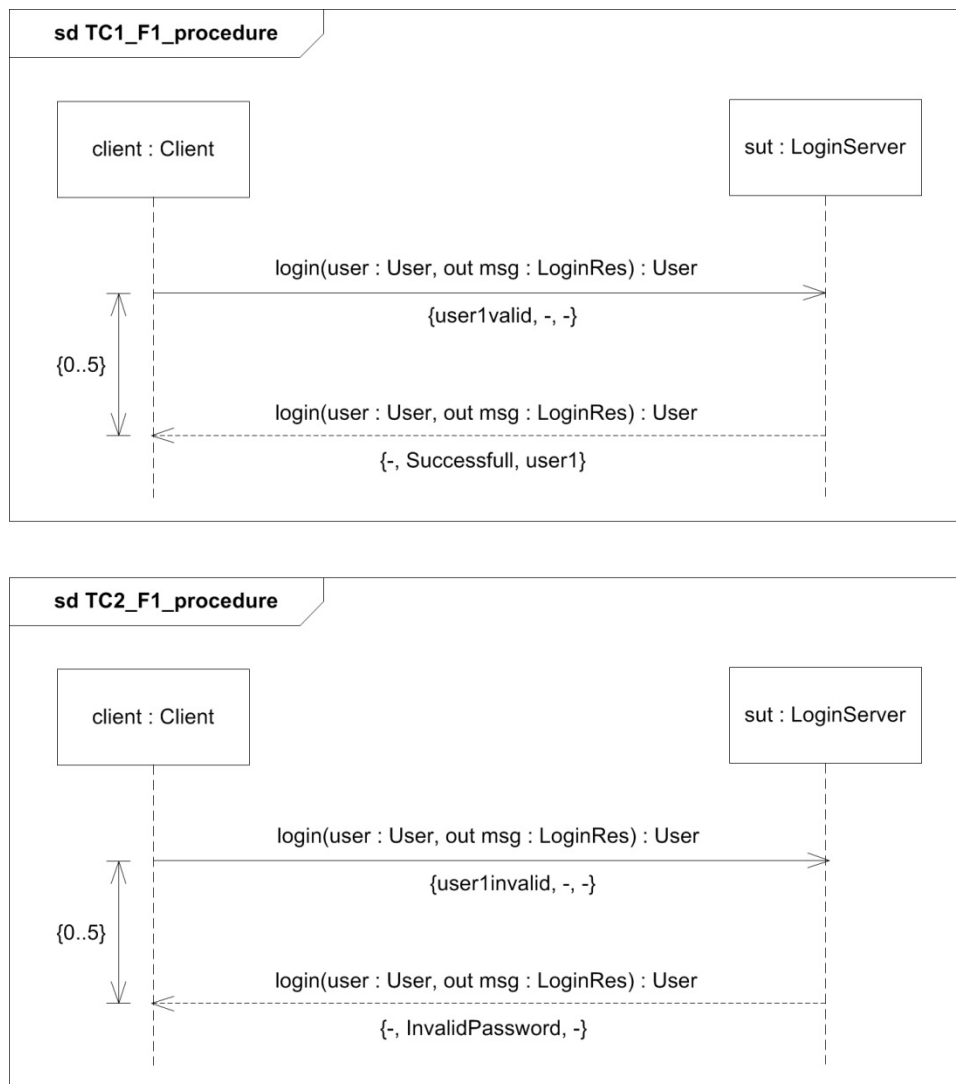 sd TC1_F1_procedure
client : Client
sut : LoginServer
login(user : User, out msg : LoginRes) : User
{user1valid, -, -}
{0..5}
login(user : User, out msg : LoginRes) : User
{-, Successfull, user1}
sd TC2_F1_procedure
client : Client
sut : LoginServer
login(user : User, out msg : LoginRes) : User
{user1invalid, -, -}
{0..5}
login(user : User, out msg : LoginRes) : User
{-, InvalidPassword, -}